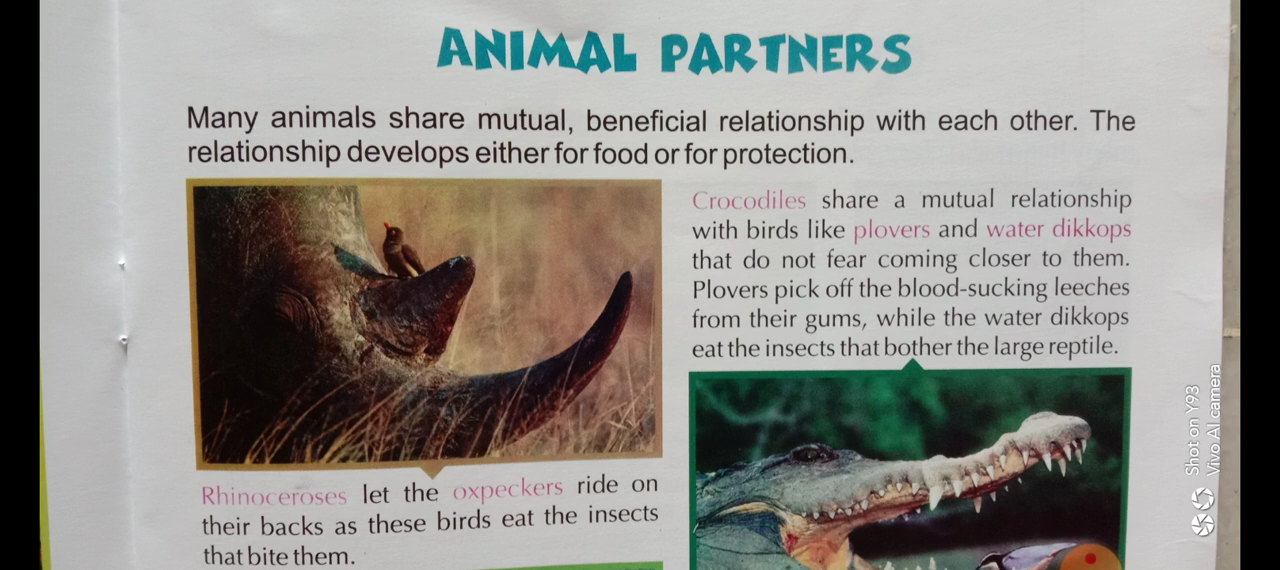 ANIMAL PARTNERS
Many animals share mutual, beneficial relationship with each other. The
relationship develops either for food or for protection.
Crocodiles share a mutual relationship
with birds like plovers and water dikkops
that do not fear coming closer to them.
Plovers pick off the blood-sucking leeches
from their gums, while the water dikkops
eat the insects that bother the large reptile.
Rhinoceroses let the oxpeckers ride on
their backs as these birds eat the insects
that bite them.
Shot on Y93
Vivo AI camera